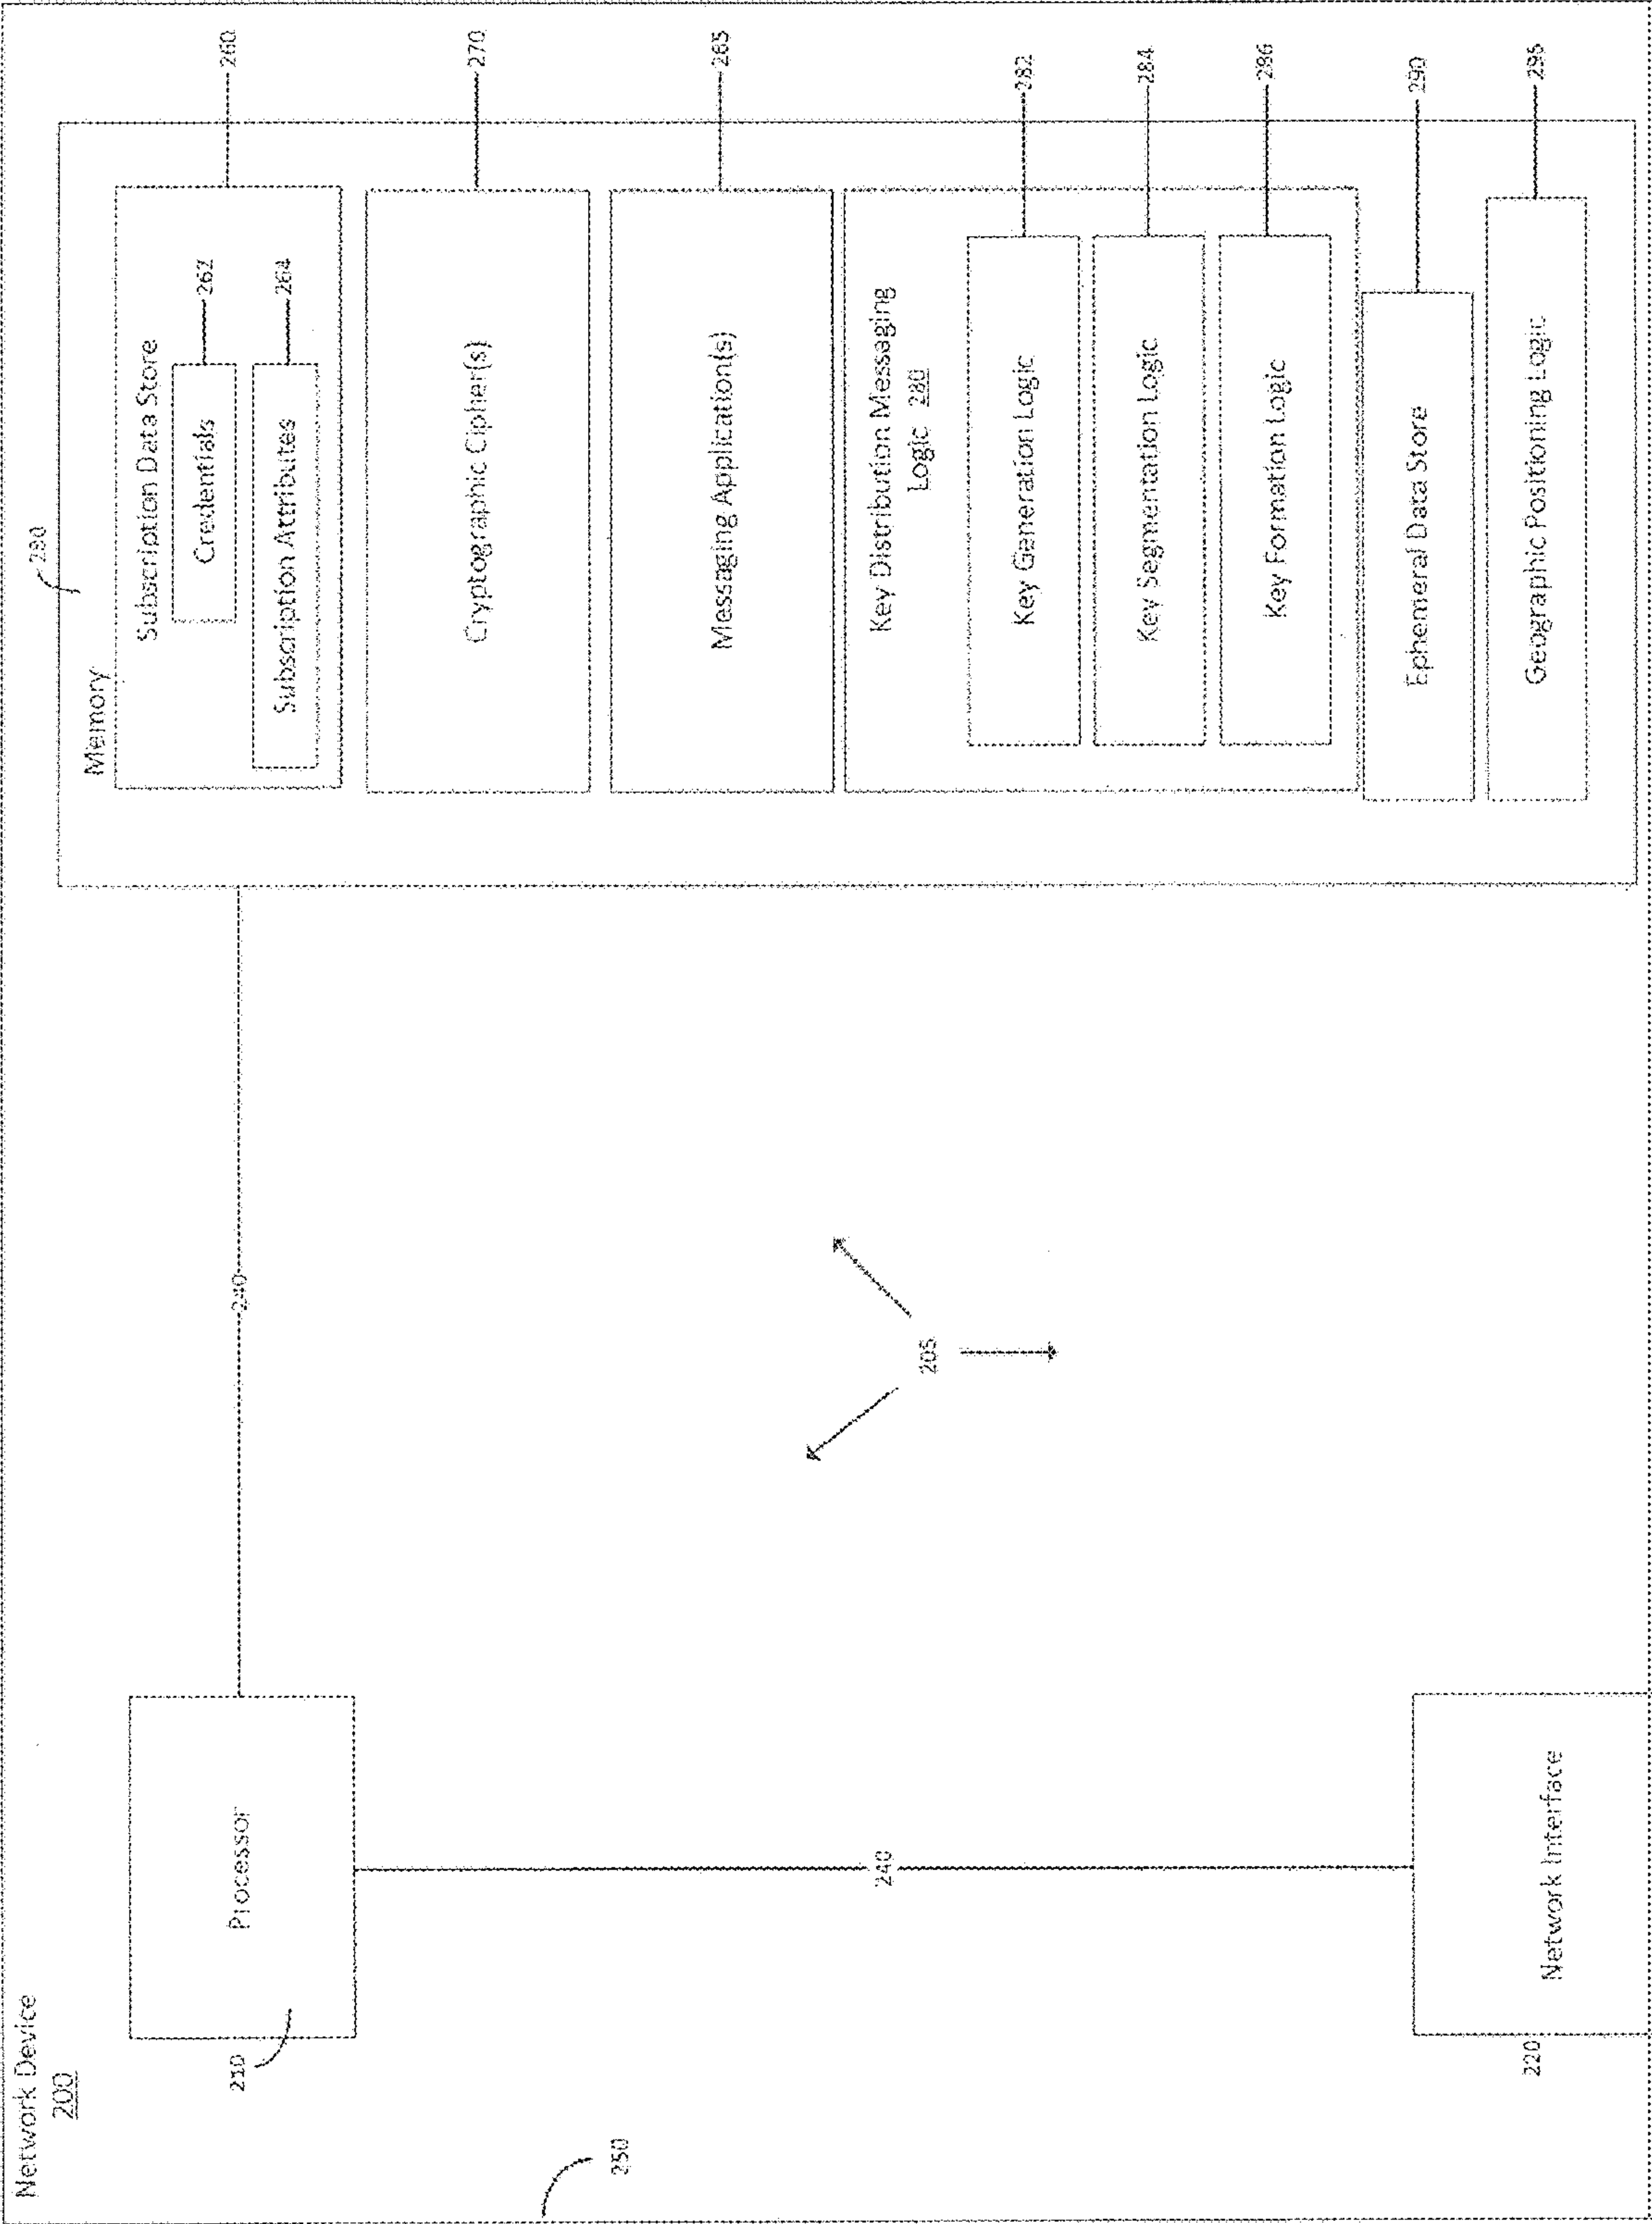 Network Device
200
210
Processor
220
Network Interface
250
240
240
205
230
Memory
Subscription Data Store
Credentials
Subscription Attributes
260
262
264
Cryptographic Cipher(s)
270
Messaging Application(s)
Key Distribution Messaging
Logic 280
Key Generation Logic
282
Key Segmentation Logic
284
Key Formation Logic
286
Ephemeral Data Store
290
Geographic Positioning Logic
295